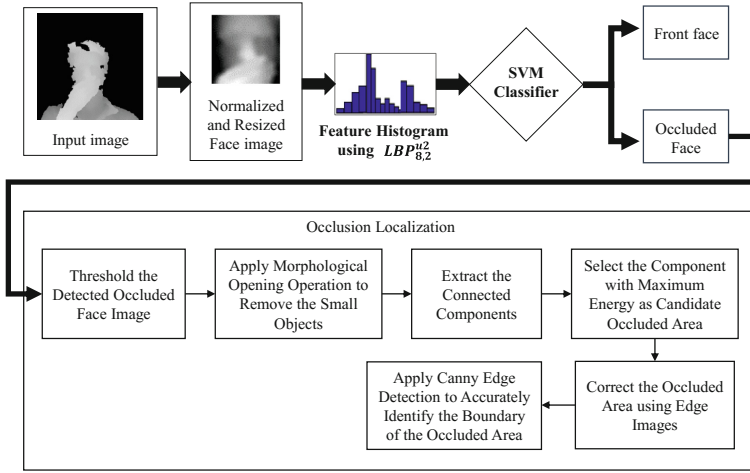 Input image
Normalized
and Resized
Face image
Feature Histogram
using LBP_{8,2}^{u2}
SVM
Classifier
Front face
Occluded
Face
Occlusion Localization
Threshold the
Detected Occluded
Face Image
Apply Morphological
Opening Operation to
Remove the Small
Objects
Extract the
Connected
Components
Select the Component
with Maximum
Energy as Candidate
Occluded Area
Correct the Occluded
Area using Edge
Images
Apply Canny Edge
Detection to Accurately
Identify the Boundary
of the Occluded Area